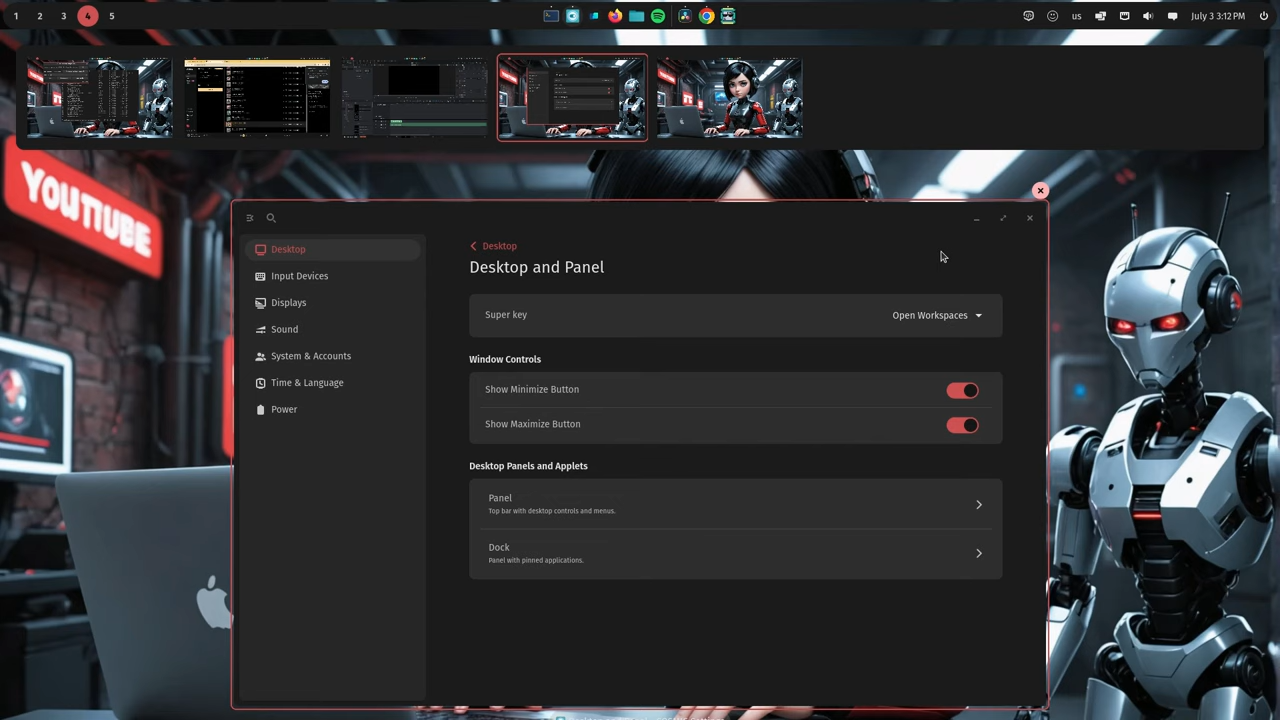 1 2 3 4 5
us
July 3 3:12 PM
YOUTIUBE
Desktop
Input Devices
Displays
Sound
System & Accounts
Time & Language
Power
Desktop
Desktop and Panel
Super key
Open Workspaces
Window Controls
Show Minimize Button
Show Maximize Button
Desktop Panels and Applets
Panel
Top bar with desktop controls and menus.
Dock
Panel with pinned applications.